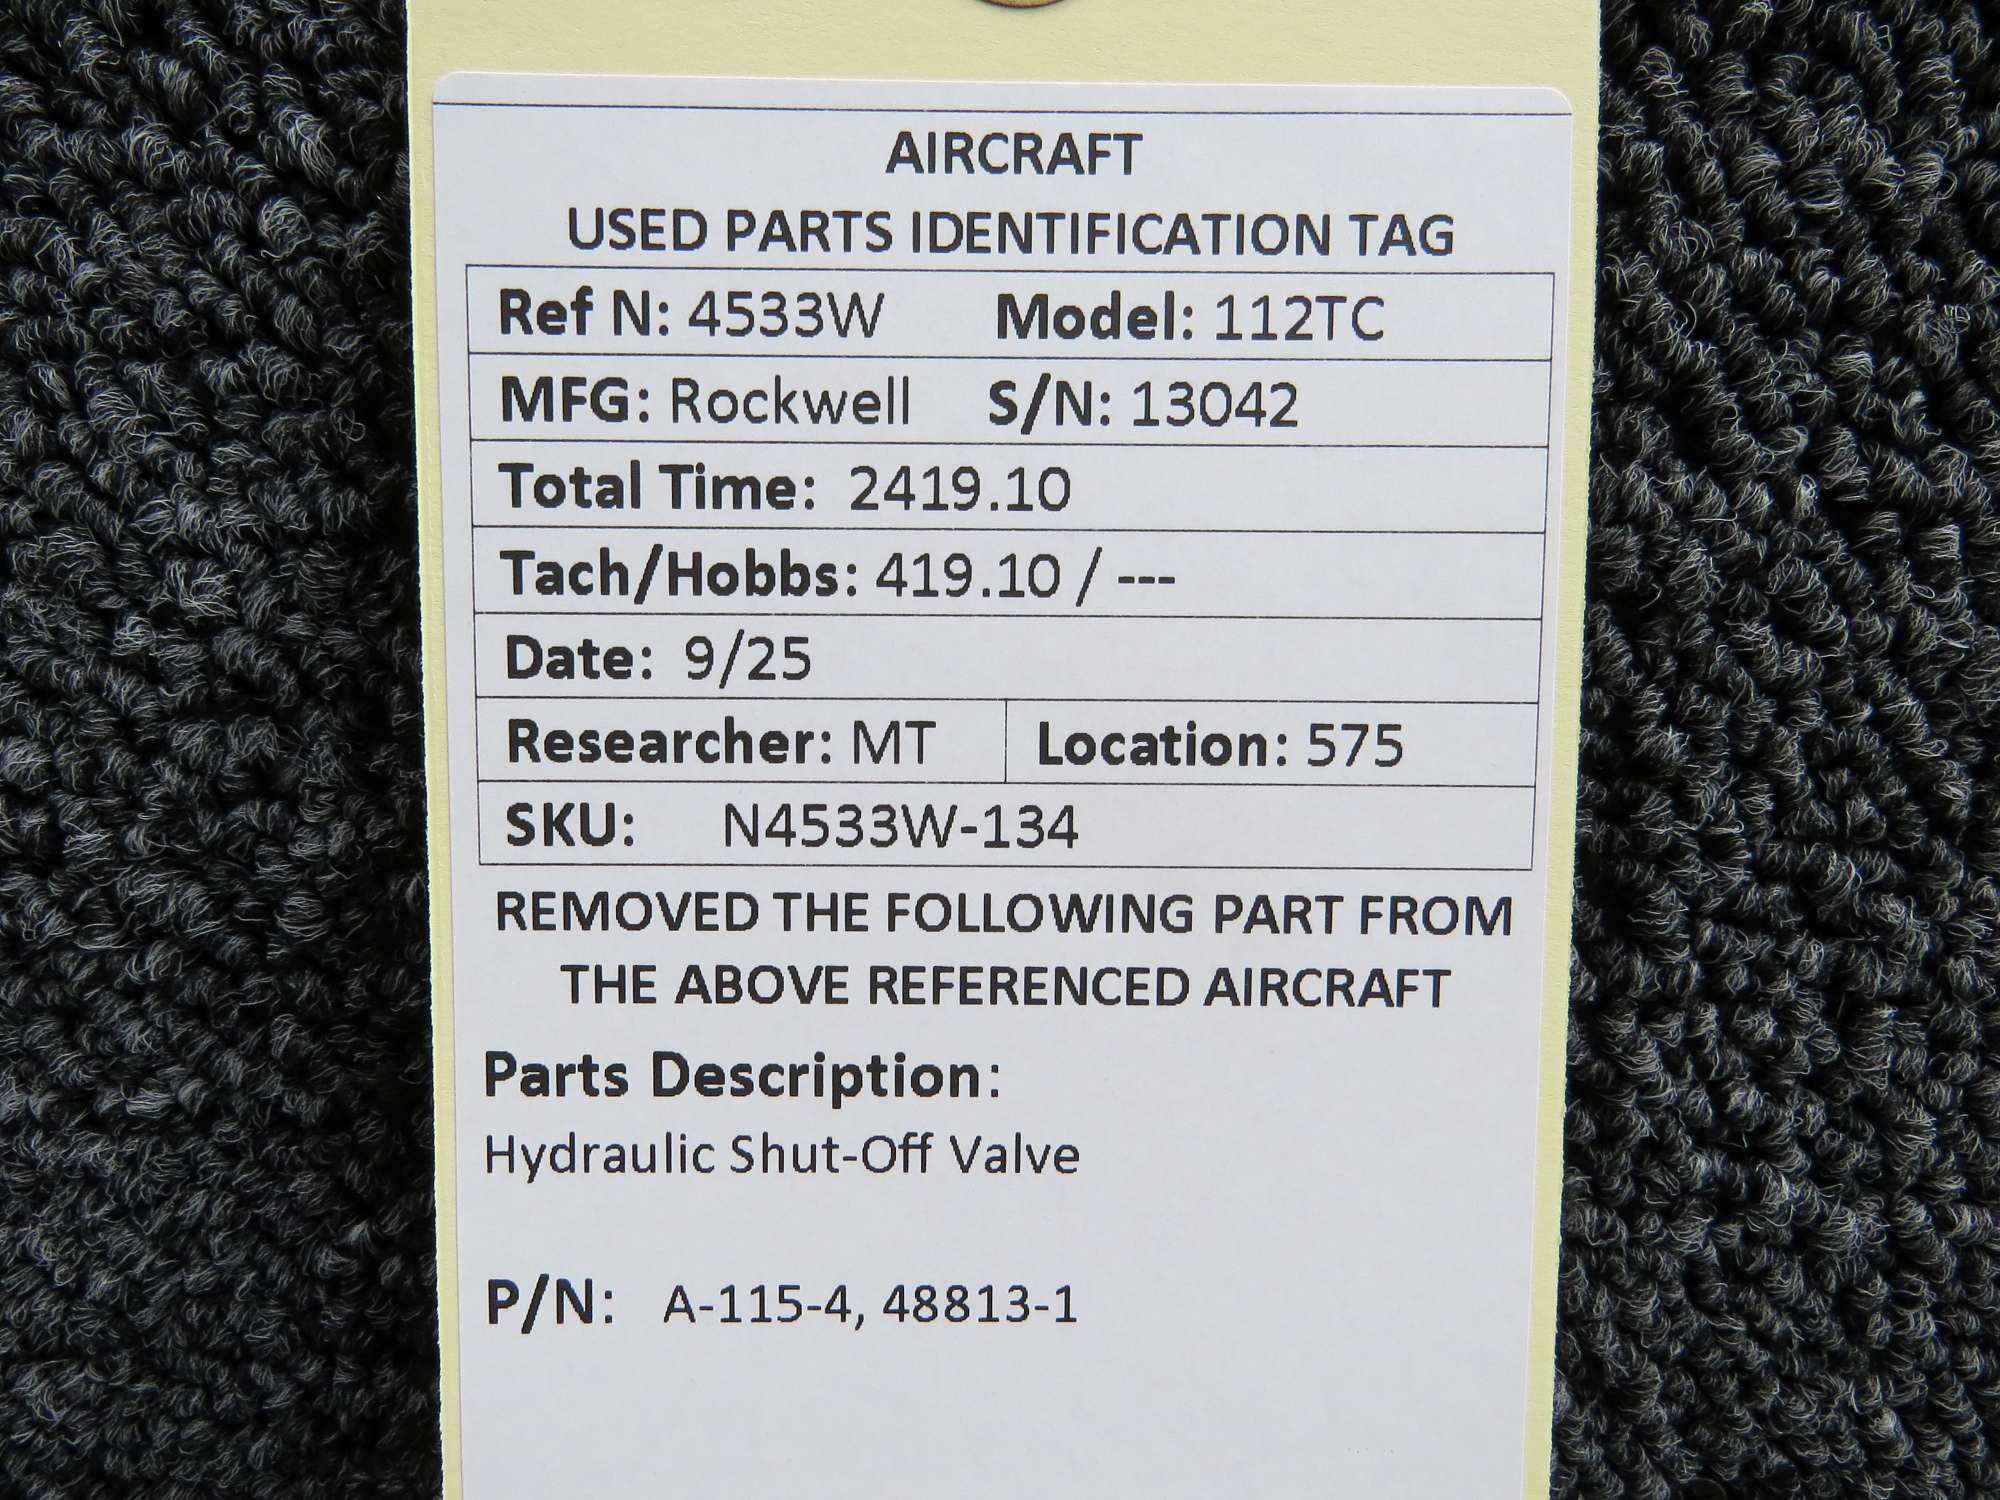 AIRCRAFT
USED PARTS IDENTIFICATION TAG
Ref N: 4533W Model: 112TC
MFG: Rockwell S/N: 13042
Total Time: 2419.10
Tach/Hobbs: 419.10 / ---
Date: 9/25
Researcher: MT Location: 575
SKU: N4533W-134
REMOVED THE FOLLOWING PART FROM
THE ABOVE REFERENCED AIRCRAFT
Parts Description:
Hydraulic Shut-Off Valve
P/N: A-115-4, 48813-1